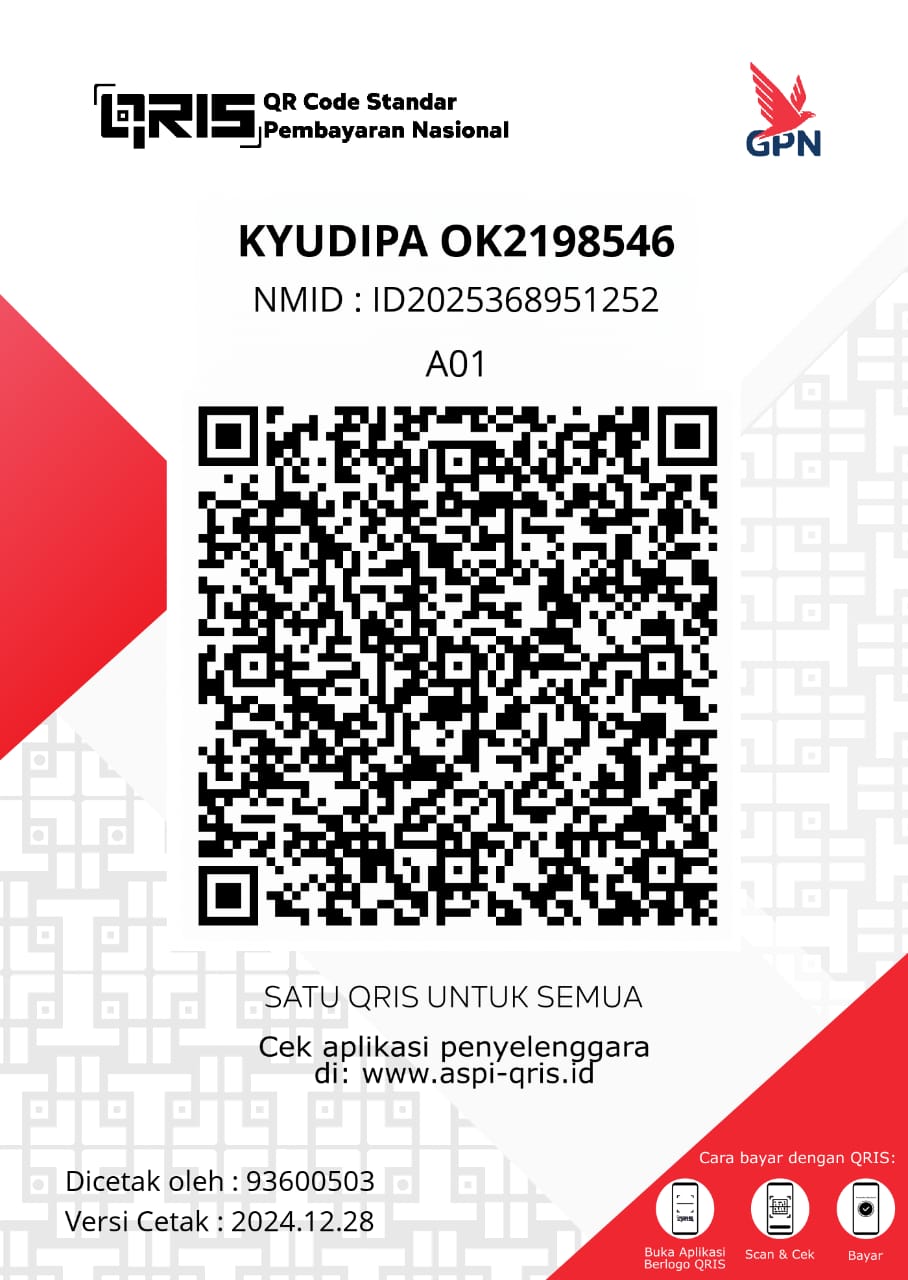 QRIS QR Code Standar
Pembayaran Nasional
GPN
KYUDIPA OK2198546
NMID : ID2025368951252
A01
SATU QRIS UNTUK SEMUA
Cek aplikasi penyelenggara
di: www.aspi-qris.id
Dicetak oleh : 93600503
Versi Cetak : 2024.12.28
Cara bayar dengan QRIS:
Buka Aplikasi
Berlogo QRIS
Scan & Cek
Bayar